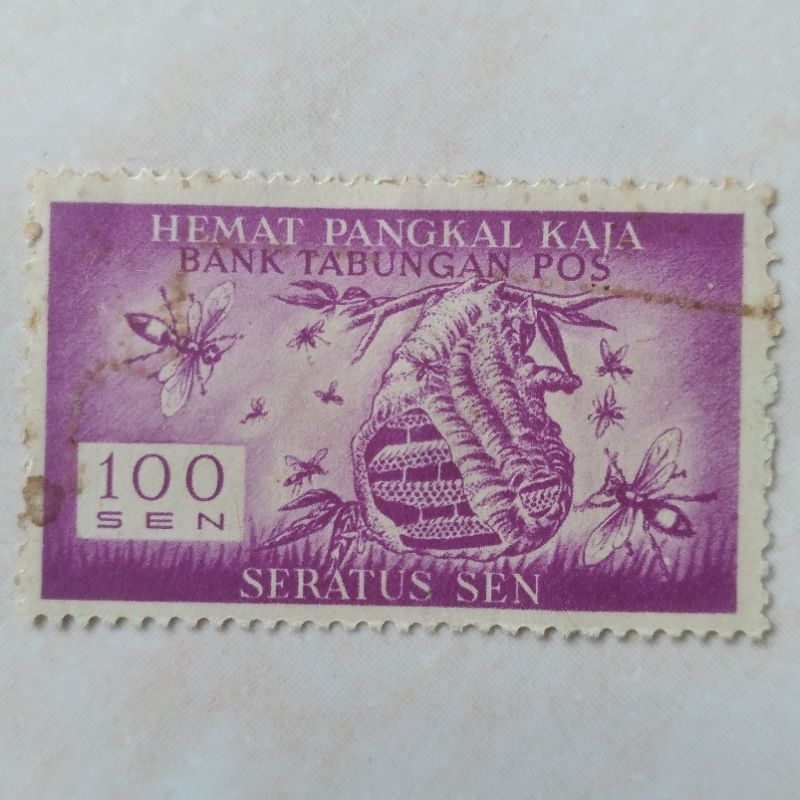 HEMAT PANGKAL KAJA
BANK TABUNGAN POS
100
SEN
SERATUS SEN